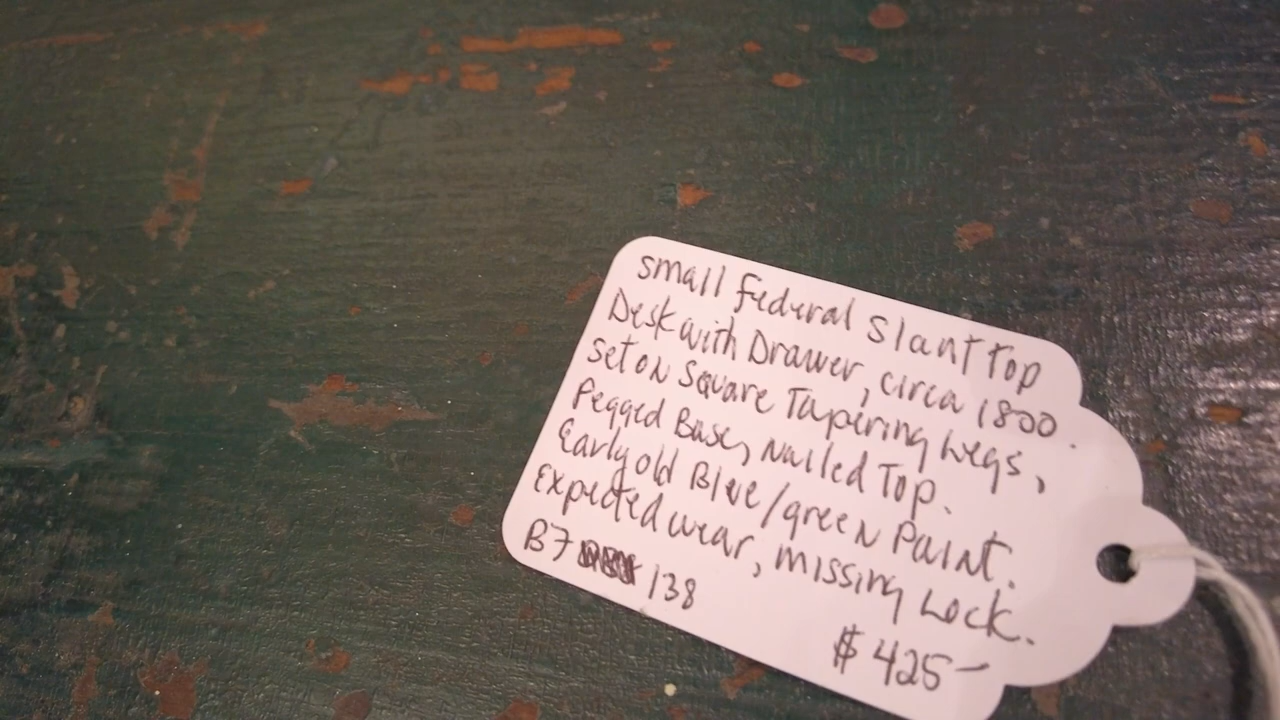 small Federal Slant Top
Desk with Drawer, circa 1800.
set on Square Tapering Legs,
Pegged Base, Nailed Top.
Early old Blue/green Paint.
Expected wear, missing Lock.
B7 138
$425-